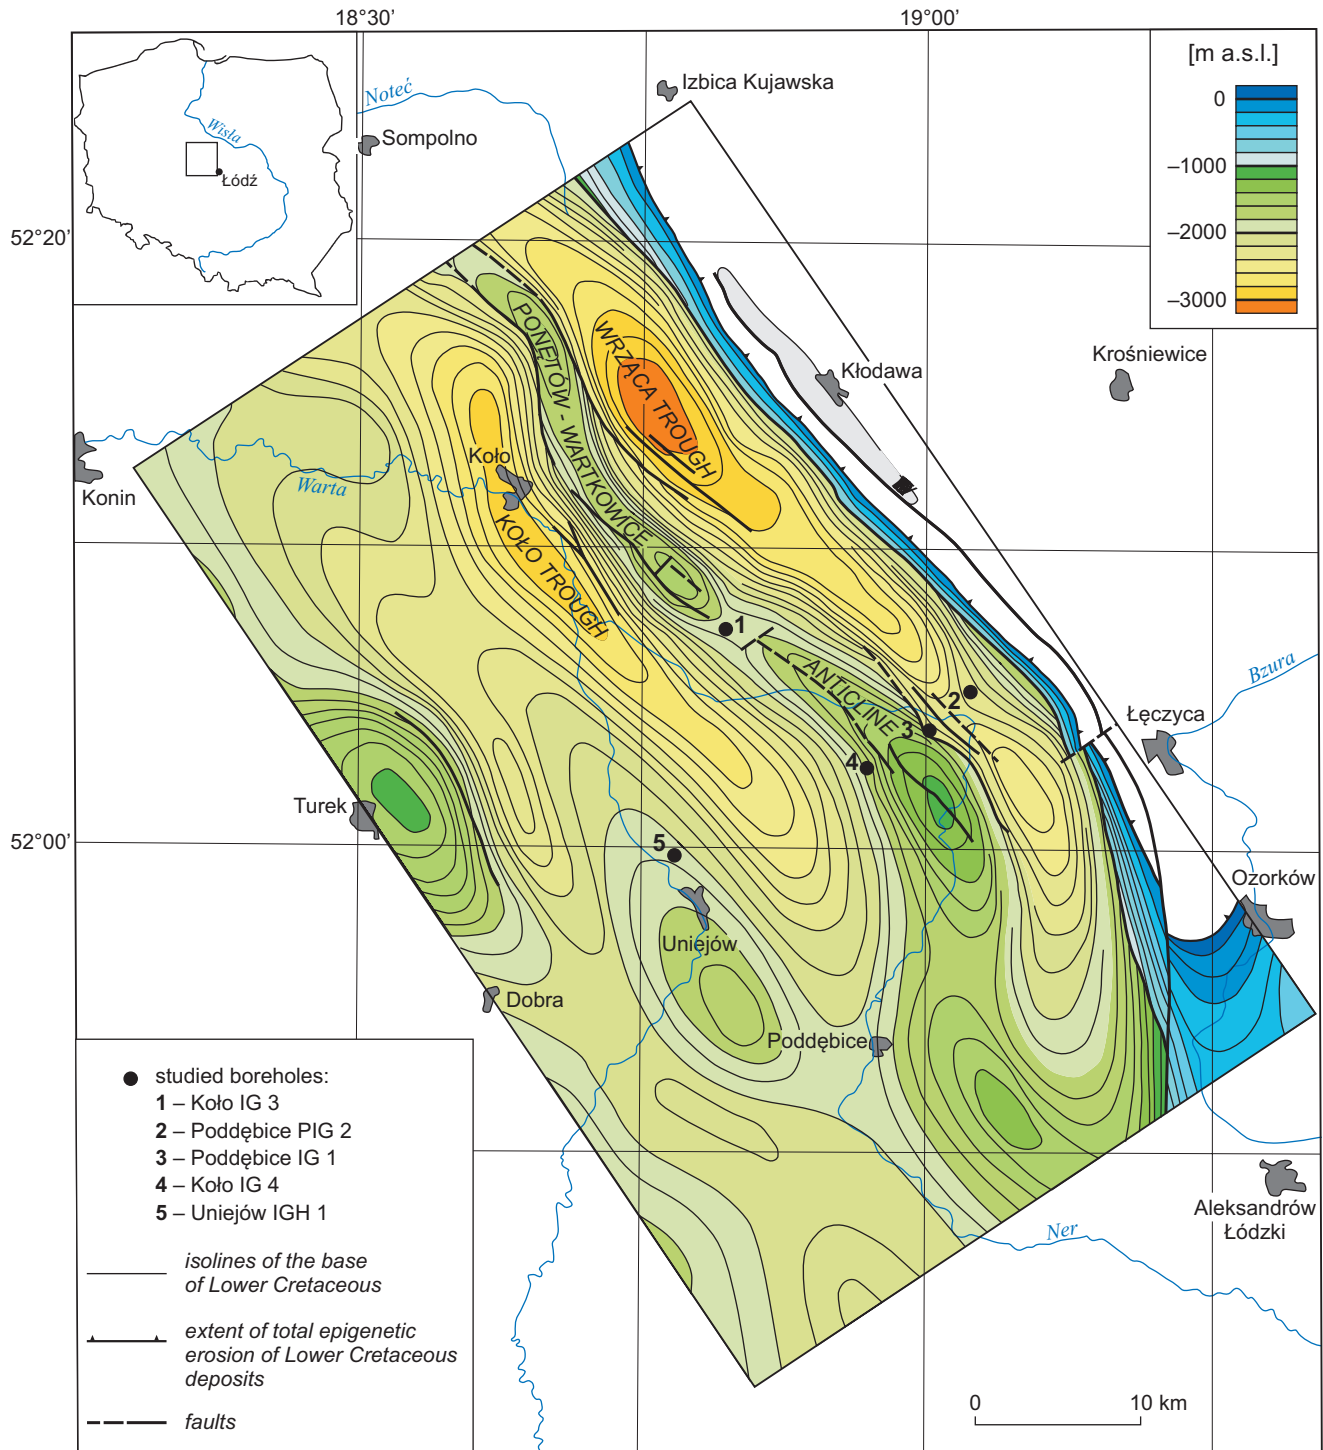 18°30'
19°00'
[m a.s.l.]
0
–1000
–2000
–3000
Wisła
Łódź
Noteć
Izbica Kujawska
Sompolno
52°20'
Krośniewice
Kłodawa
PONĘTÓW - WARTKOWICE
ANTICLINE
WRZĄCA TROUGH
Koło
KOŁO TROUGH
Konin
Warta
1
2
3
4
5
Bzura
Łęczyca
Turek
52°00'
Ozorków
Uniejów
Dobra
Poddębice
Aleksandrów
Łódzki
Ner
studied boreholes:
1 – Koło IG 3
2 – Poddębice PIG 2
3 – Poddębice IG 1
4 – Koło IG 4
5 – Uniejów IGH 1
isolines of the base
of Lower Cretaceous
extent of total epigenetic
erosion of Lower Cretaceous
deposits
faults
0 10 km